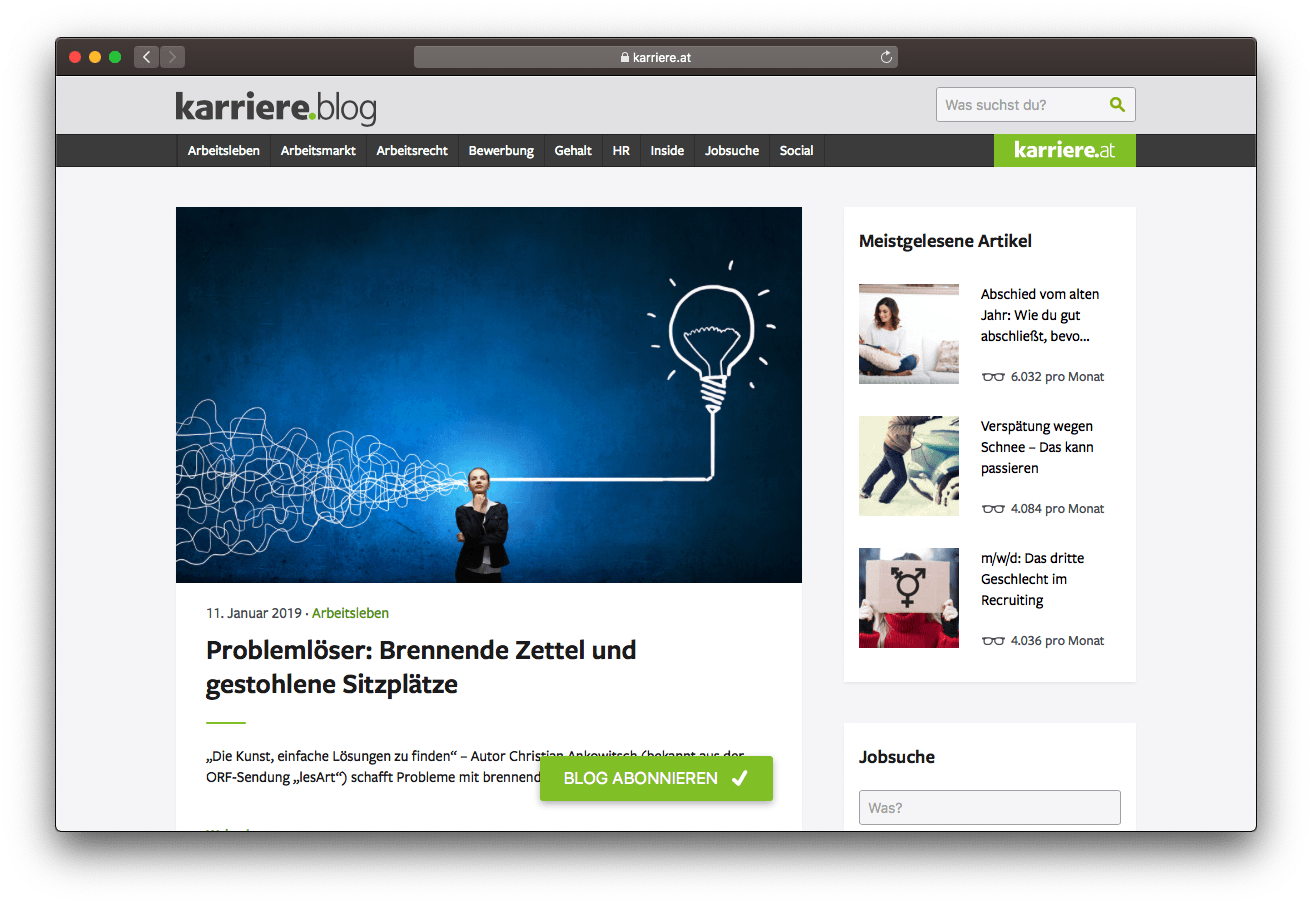 karriere.at
karriere.blog
Was suchst du?
Arbeitsleben Arbeitsmarkt Arbeitsrecht Bewerbung Gehalt HR Inside Jobsuche Social
karriere.at
11. Januar 2019 · Arbeitsleben
Problemlöser: Brennende Zettel und
gestohlene Sitzplätze
„Die Kunst, einfache Lösungen zu finden“ – Autor Christian Ankowitsch (bekannt aus der
ORF-Sendung „lesArt“) schafft Probleme mit brennend
BLOG ABONNIEREN
Meistgelesene Artikel
Abschied vom alten
Jahr: Wie du gut
abschließt, bevo...
6.032 pro Monat
Verspätung wegen
Schnee – Das kann
passieren
4.084 pro Monat
m/w/d: Das dritte
Geschlecht im
Recruiting
4.036 pro Monat
Jobsuche
Was?